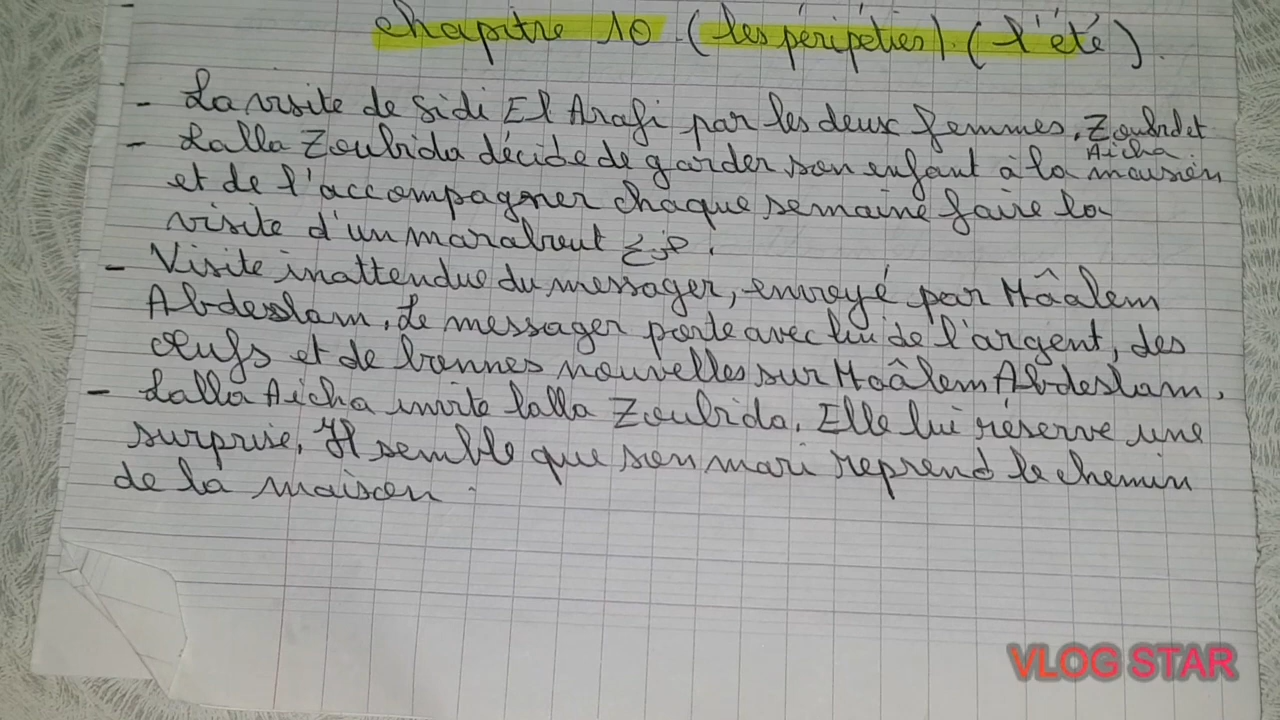 Chapitre 10. (les péripéties). (l'été).
- La visite de Sidi El Arafi par les deux femmes, Zoubid et
Aicha.
- Lalla Zoubida décide de garder son enfant à la maison
et de l'accompagner chaque semaine faire la
visite d'un marabout
- Visite inattendue du messager, envoyé par Mâalem
Abdeslam, Le messager porte avec lui de l'argent, des
œufs et de bonnes nouvelles sur Maâlem Abdeslam,
- Lalla Aicha invite lalla Zoubida. Elle lui réserve une
surprise, Il semble que son mari reprend le chemin
de la maison.
VLOG STAR